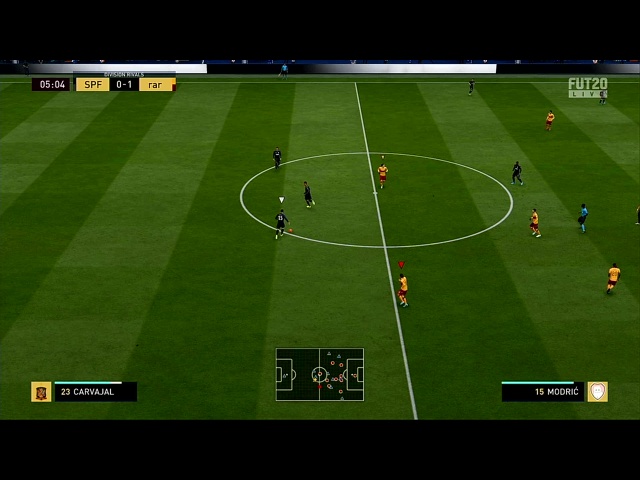 DIVISION RIVALS
05:04 SPF 0-1 rar
FUT20
LIVE
23 CARVAJAL
15 MODRIĆ